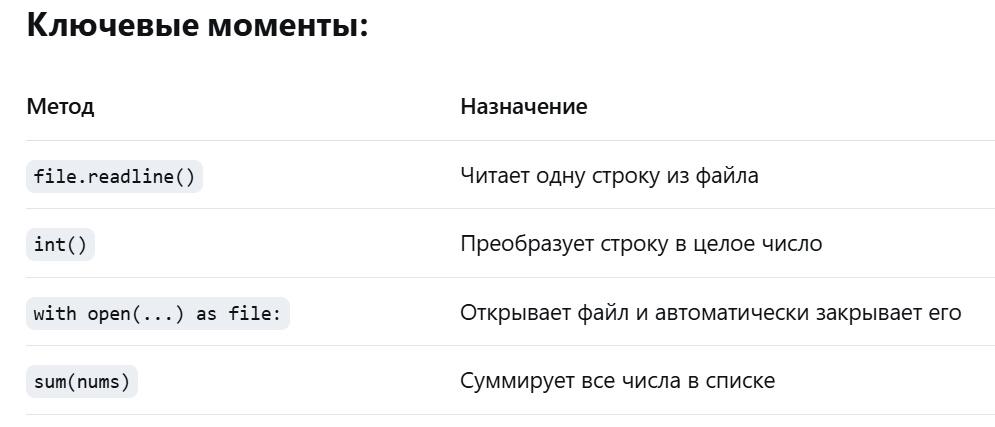 Ключевые моменты:
Метод Назначение
file.readline() Читает одну строку из файла
int() Преобразует строку в целое число
with open(...) as file: Открывает файл и автоматически закрывает его
sum(nums) Суммирует все числа в списке